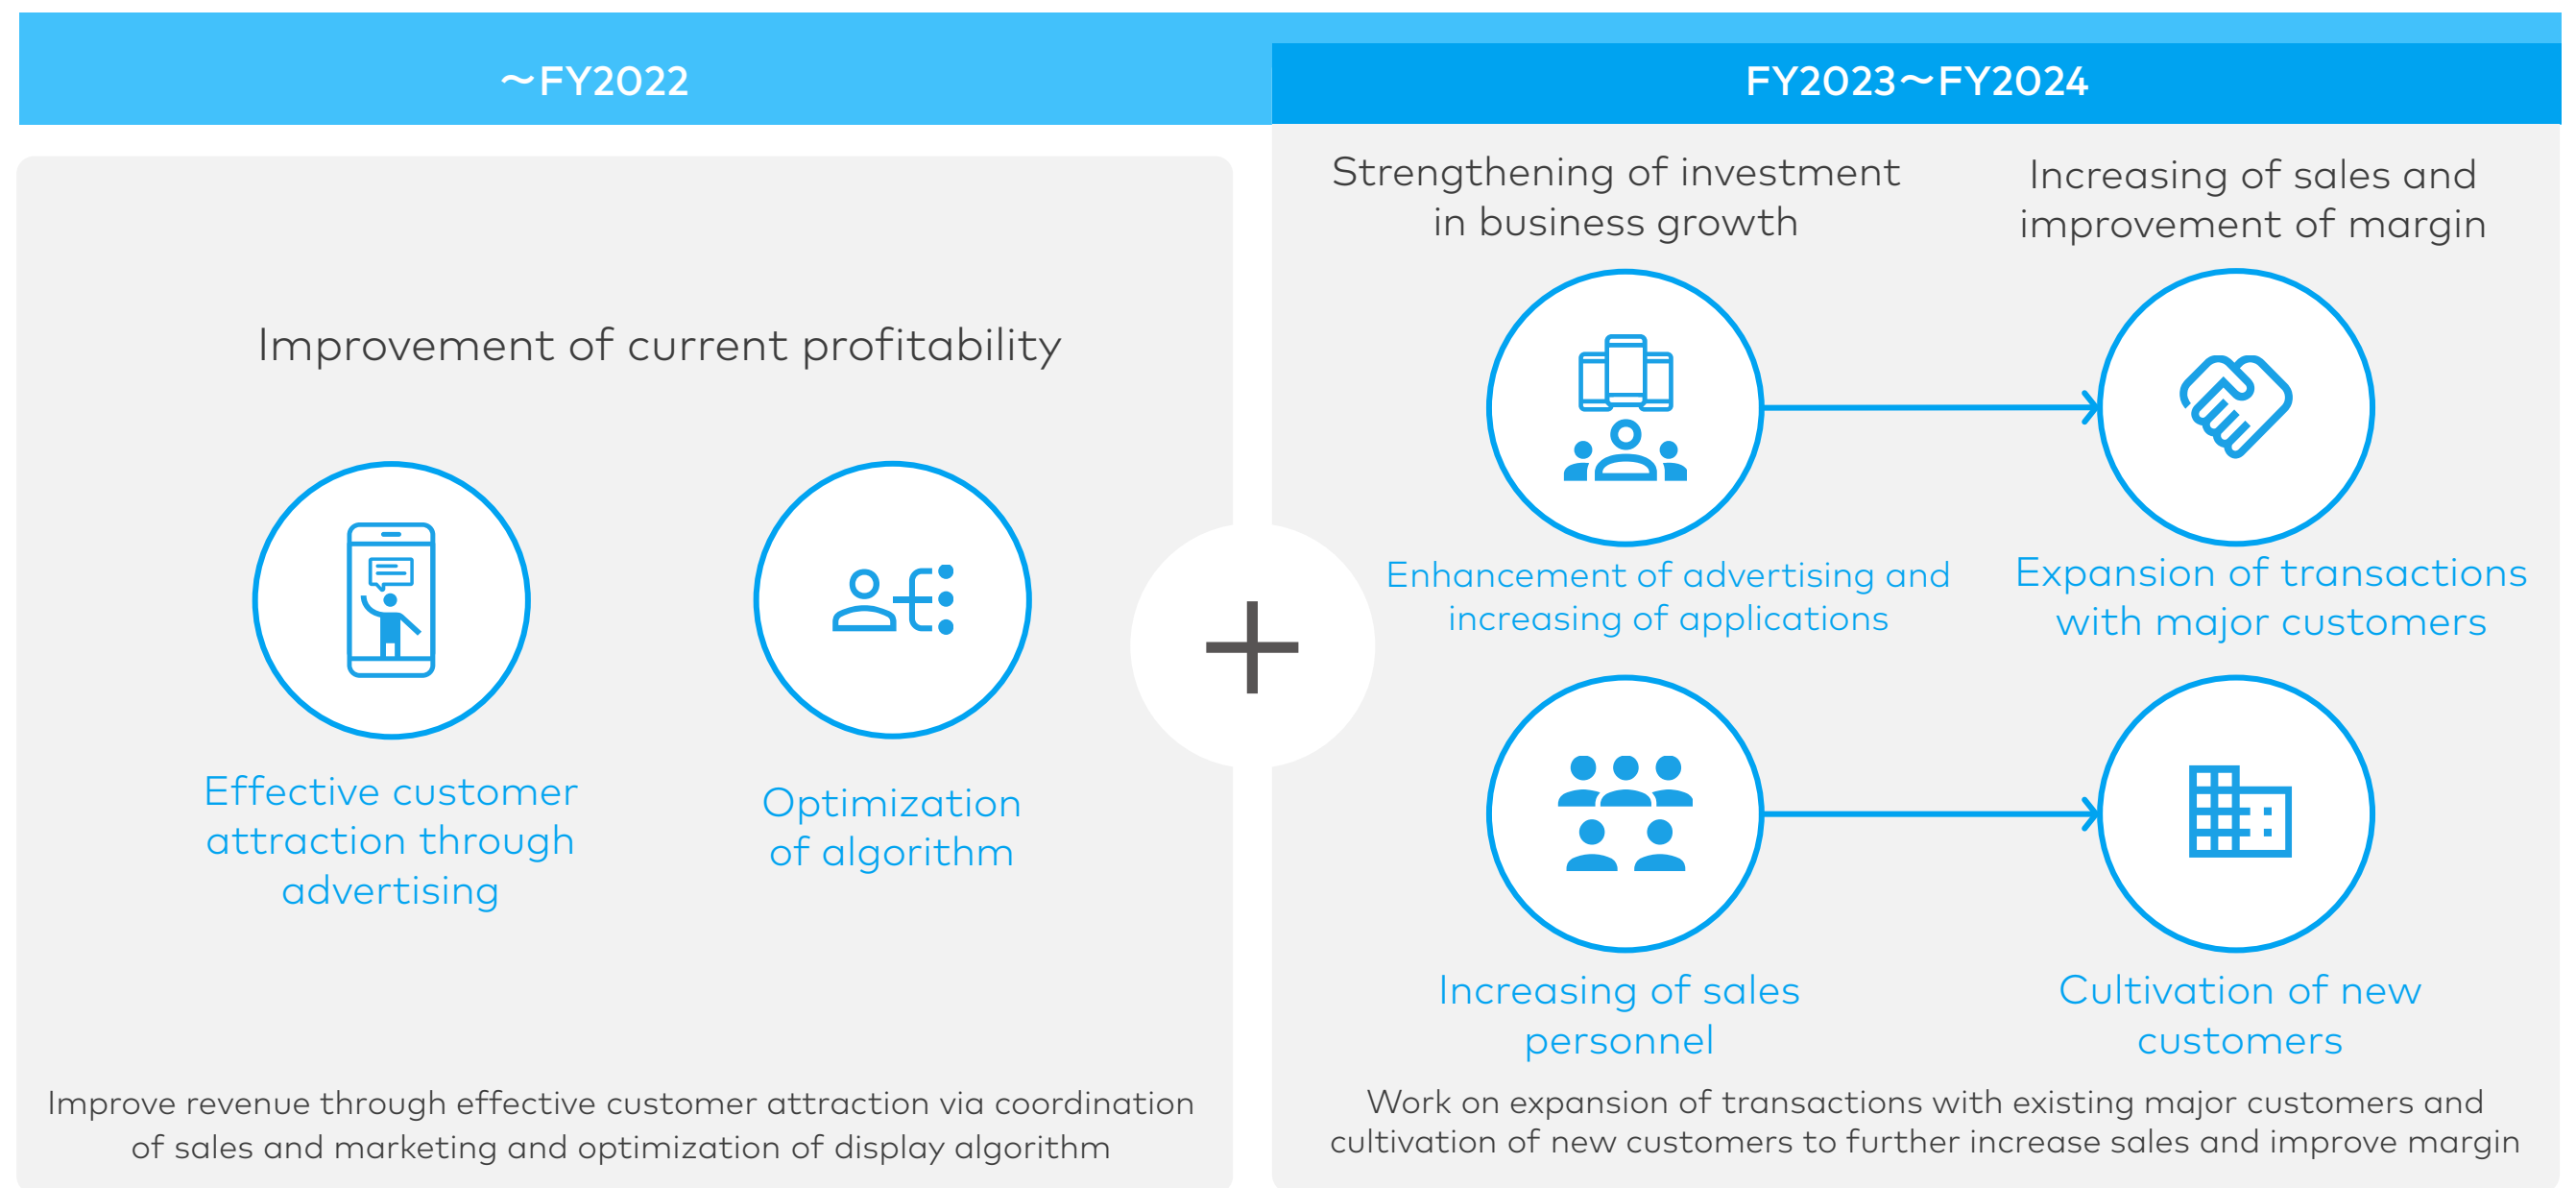 ～FY2022
Improvement of current profitability
Effective customer
attraction through
advertising
Optimization
of algorithm
Improve revenue through effective customer attraction via coordination
of sales and marketing and optimization of display algorithm
+
FY2023～FY2024
Strengthening of investment
in business growth
Increasing of sales and
improvement of margin
Enhancement of advertising and
increasing of applications
Expansion of transactions
with major customers
Increasing of sales
personnel
Cultivation of new
customers
Work on expansion of transactions with existing major customers and
cultivation of new customers to further increase sales and improve margin